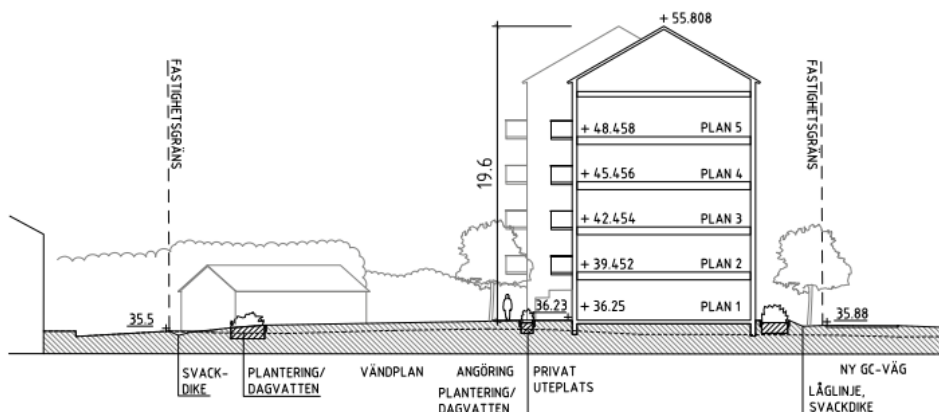 + 55.808
FASTIGHETSGRÄNS
FASTIGHETSGRÄNS
19.6
+ 48.458 PLAN 5
+ 45.456 PLAN 4
+ 42.454 PLAN 3
+ 39.452 PLAN 2
+ 36.25 PLAN 1
36.23
35.5
35.88
SVACK-
DIKE
PLANTERING/
DAGVATTEN
VÄNDPLAN
ANGÖRING
PLANTERING/
DAGVATTEN
PRIVAT
UTEPLATS
NY GC-VÄG
LÅGLINJE,
SVACKDIKE